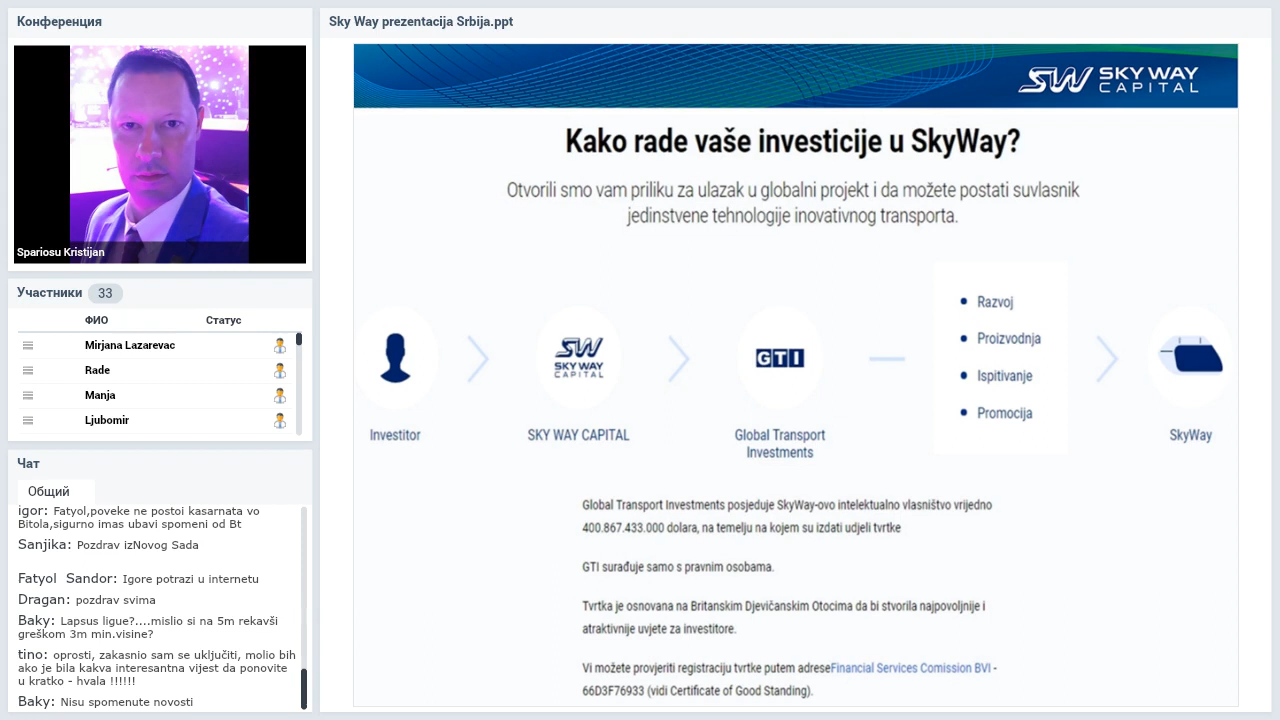 Конференция
Spariosu Kristijan
Участники 33
ФИО Статус
Mirjana Lazarevac
Rade
Manja
Ljubomir
Чат
Общий
igor: Fatyol,poveke ne postoi kasarnata vo
Bitola,sigurno imas ubavi spomeni od Bt
Sanjika: Pozdrav izNovog Sada
Fatyol Sandor: Igore potrazi u internetu
Dragan: pozdrav svima
Baky: Lapsus ligue?....mislio si na 5m rekavši
greškom 3m min.visine?
tino: oprosti, zakasnio sam se uključiti, molio bih
ako je bila kakva interesantna vijest da ponovite
u kratko - hvala !!!!!!
Baky: Nisu spomenute novosti
Sky Way prezentacija Srbija.ppt
SW SKY WAY
CAPITAL
Kako rade vaše investicije u SkyWay?
Otvorili smo vam priliku za ulazak u globalni projekt i da možete postati suvlasnik
jedinstvene tehnologije inovativnog transporta.
Investitor
SW
SKY WAY
CAPITAL
SKY WAY CAPITAL
GTI
Global Transport
Investments
Razvoj
Proizvodnja
Ispitivanje
Promocija
SkyWay
Global Transport Investments posjeduje SkyWay-ovo intelektualno vlasništvo vrijedno
400.867.433.000 dolara, na temelju na kojem su izdati udjeli tvrtke
GTI surađuje samo s pravnim osobama.
Tvrtka je osnovana na Britanskim Djevičanskim Otocima da bi stvorila najpovoljnije i
atraktivnije uvjete za investitore.
Vi možete provjeriti registraciju tvrtke putem adreseFinancial Services Comission BVI -
66D3F76933 (vidi Certificate of Good Standing).